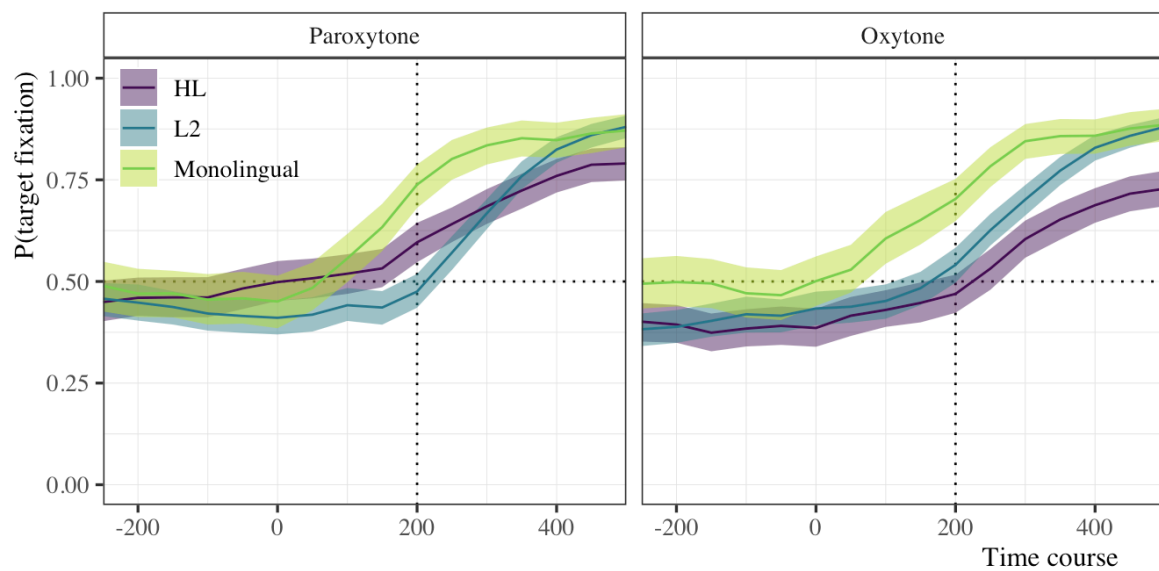 Paroxytone
Oxytone
P(target fixation)
1.00
0.75
0.50
0.25
0.00
HL
L2
Monolingual
-200 0 200 400
-200 0 200 400
Time course